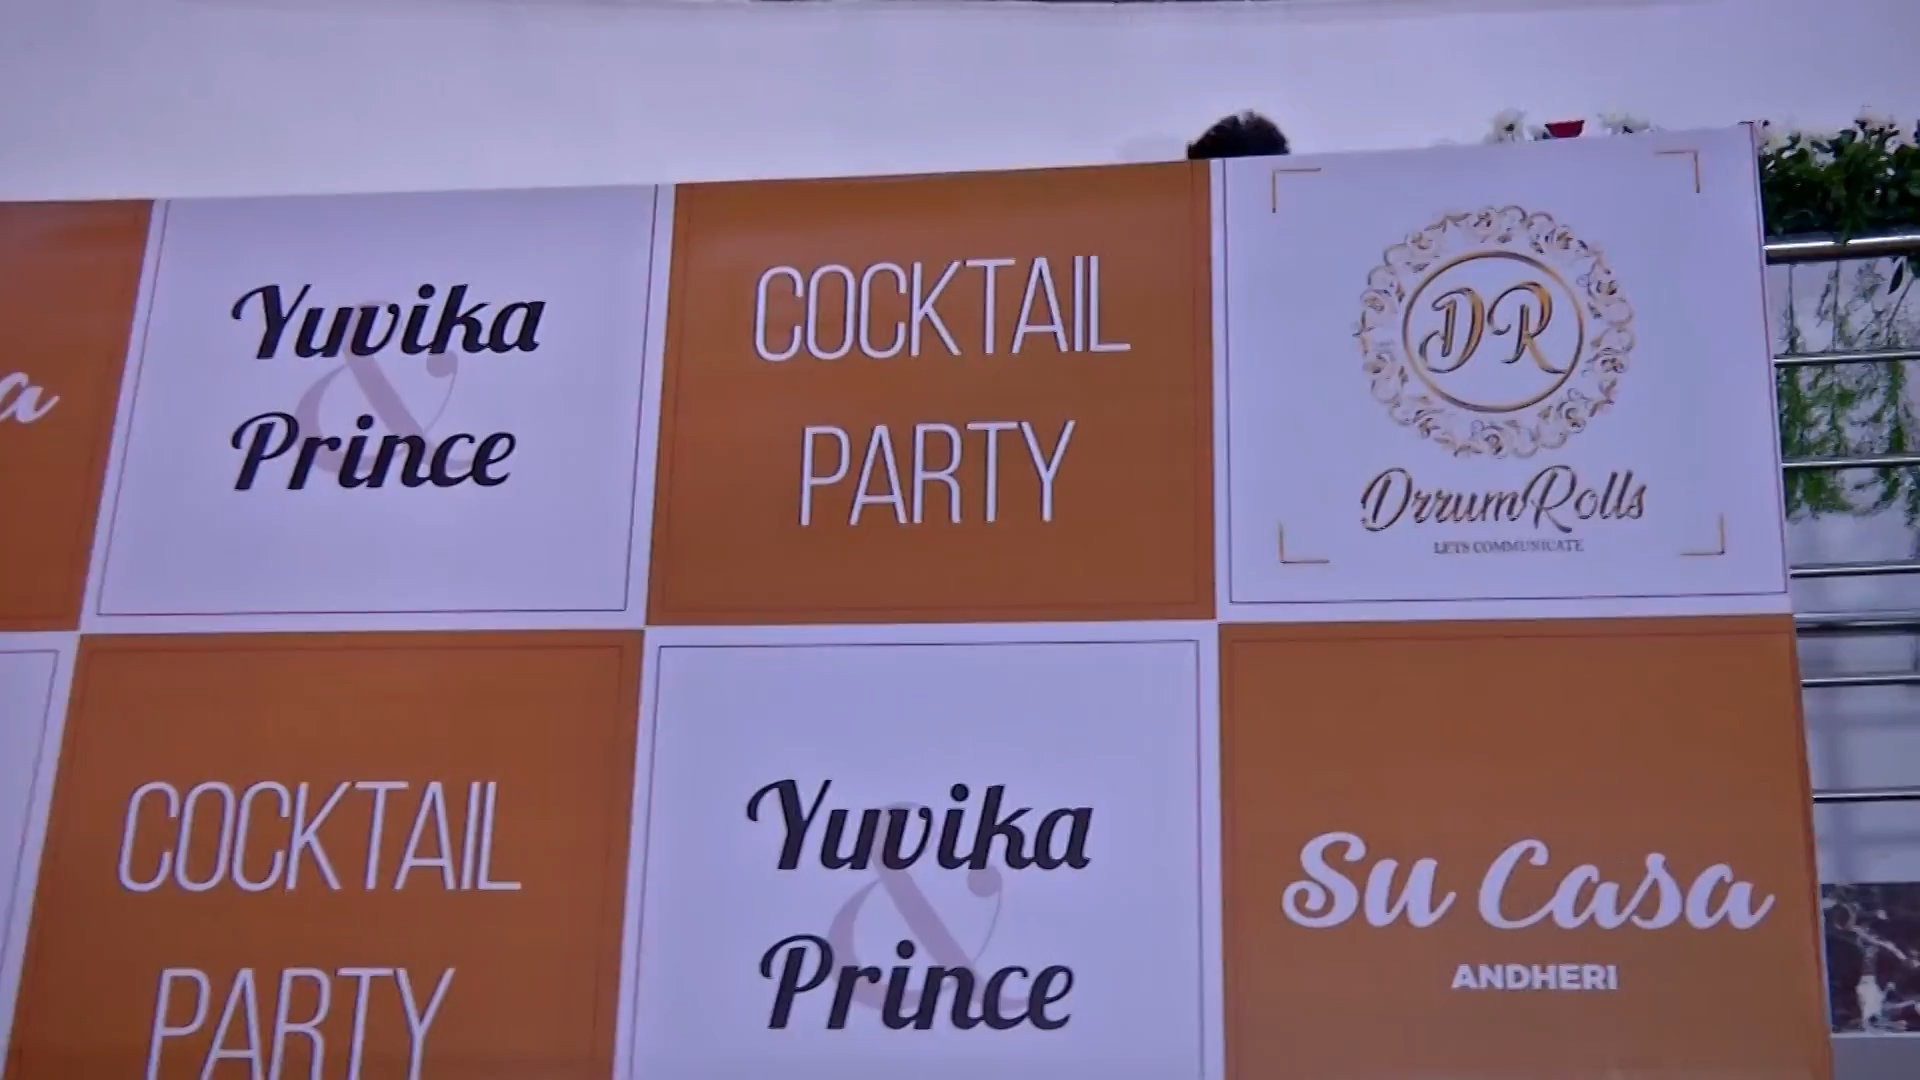 a
Yuvika
&
Prince
COCKTAIL
PARTY
DR
DrrumRolls
LETS COMMUNICATE
COCKTAIL
PARTY
Yuvika
&
Prince
Su Casa
ANDHERI